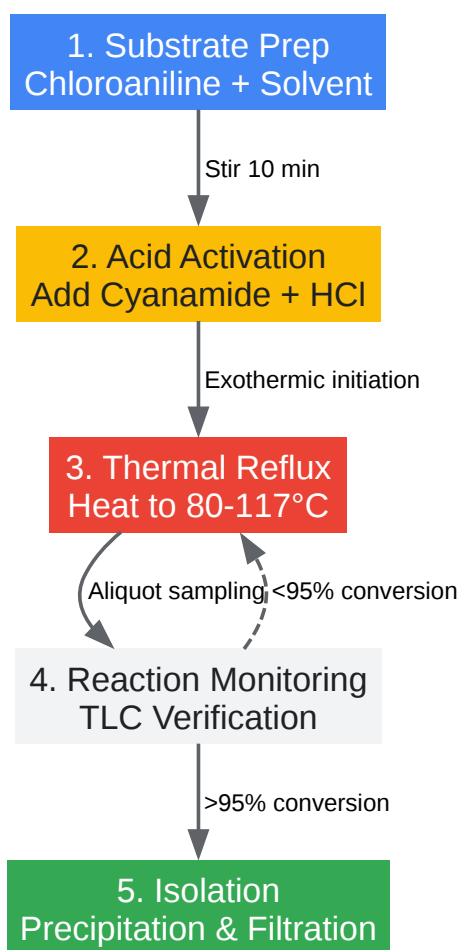 1. Substrate Prep
Chloroaniline + Solvent
Stir 10 min
2. Acid Activation
Add Cyanamide + HCl
Exothermic initiation
3. Thermal Reflux
Heat to 80-117°C
Aliquot sampling
<95% conversion
4. Reaction Monitoring
TLC Verification
>95% conversion
5. Isolation
Precipitation & Filtration